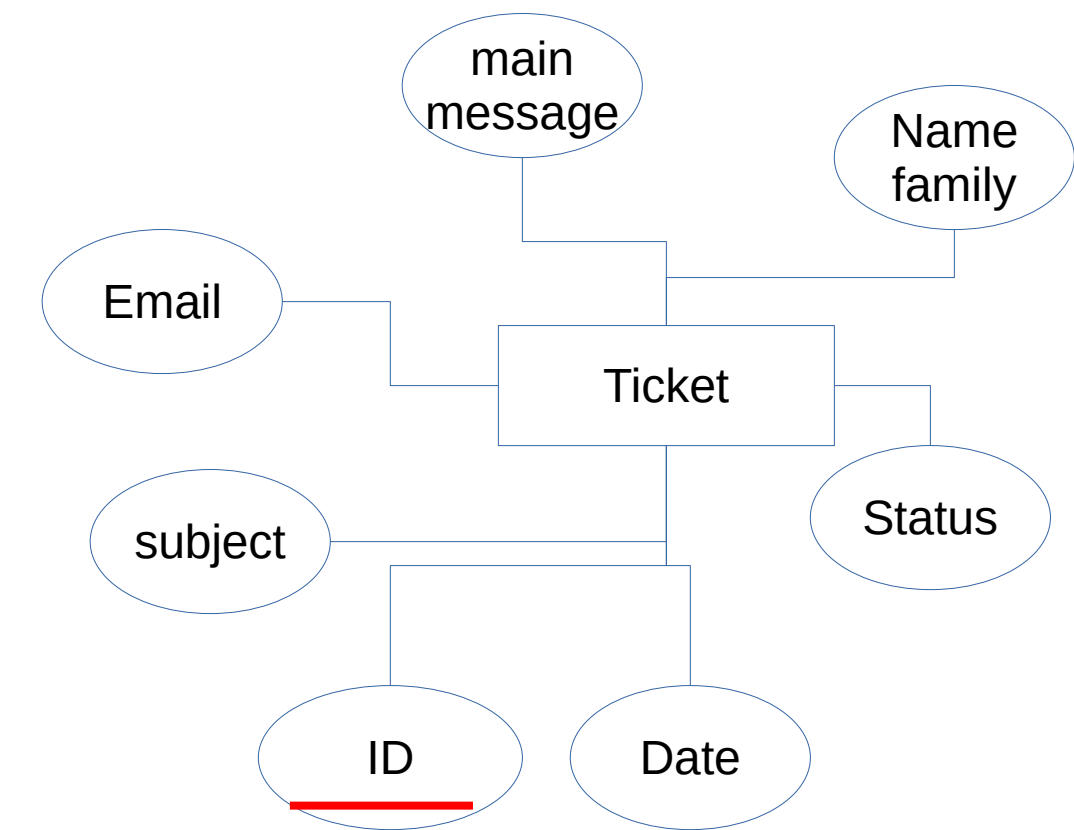 main
message
Name
family
Email
Ticket
Status
subject
ID
Date